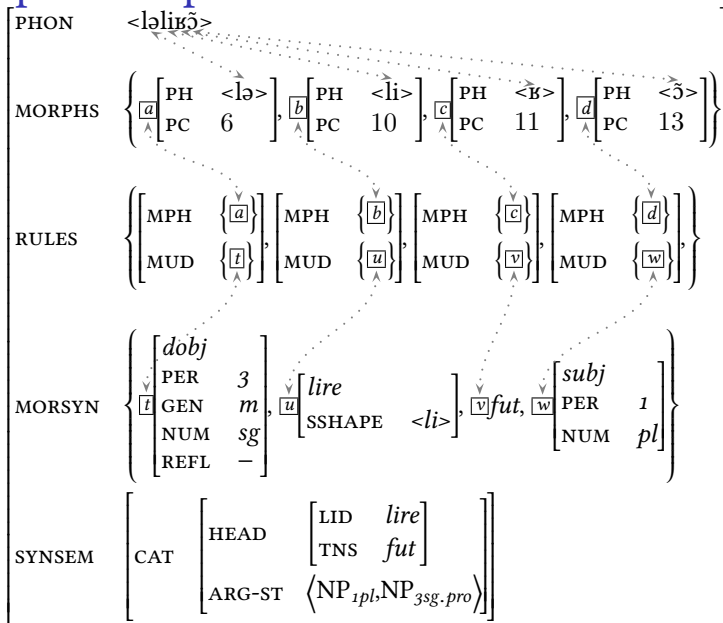 PHON <ləliʁɔ̃>
MORPHS { a [PH <lə> PC 6], b [PH <li> PC 10], c [PH <ʁ> PC 11], d [PH <ɔ̃> PC 13] }
RULES { [MPH {a} MUD {t}], [MPH {b} MUD {u}], [MPH {c} MUD {v}], [MPH {d} MUD {w}], }
MORSYN { t [dobj PER 3 GEN m NUM sg REFL –], u [lire SSHAPE <li>], v fut, w [subj PER 1 NUM pl] }
SYNSEM [CAT [HEAD [LID lire TNS fut] ARG-ST ⟨NP1pl,NP3sg.pro⟩]]